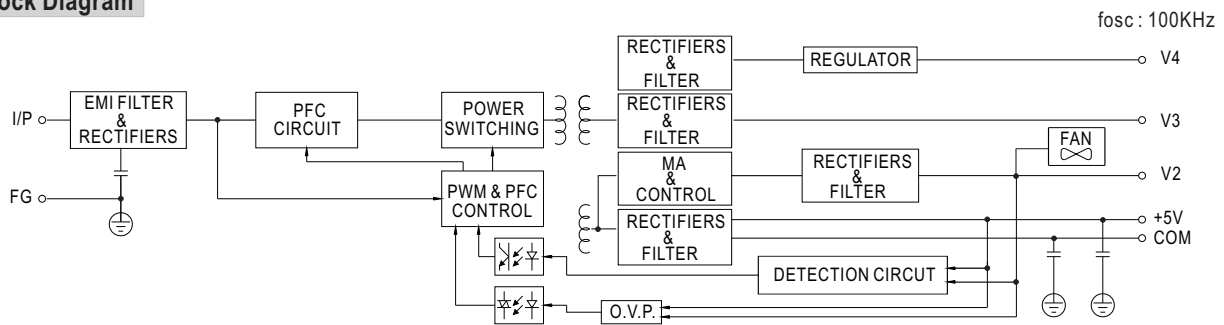 ock Diagram
fosc : 100KHz
I/P
EMI FILTER
&
RECTIFIERS
FG
PFC
CIRCUIT
POWER
SWITCHING
PWM & PFC
CONTROL
RECTIFIERS
&
FILTER
REGULATOR
V4
RECTIFIERS
&
FILTER
V3
FAN
MA
&
CONTROL
RECTIFIERS
&
FILTER
V2
RECTIFIERS
&
FILTER
+5V
COM
DETECTION CIRCUT
O.V.P.